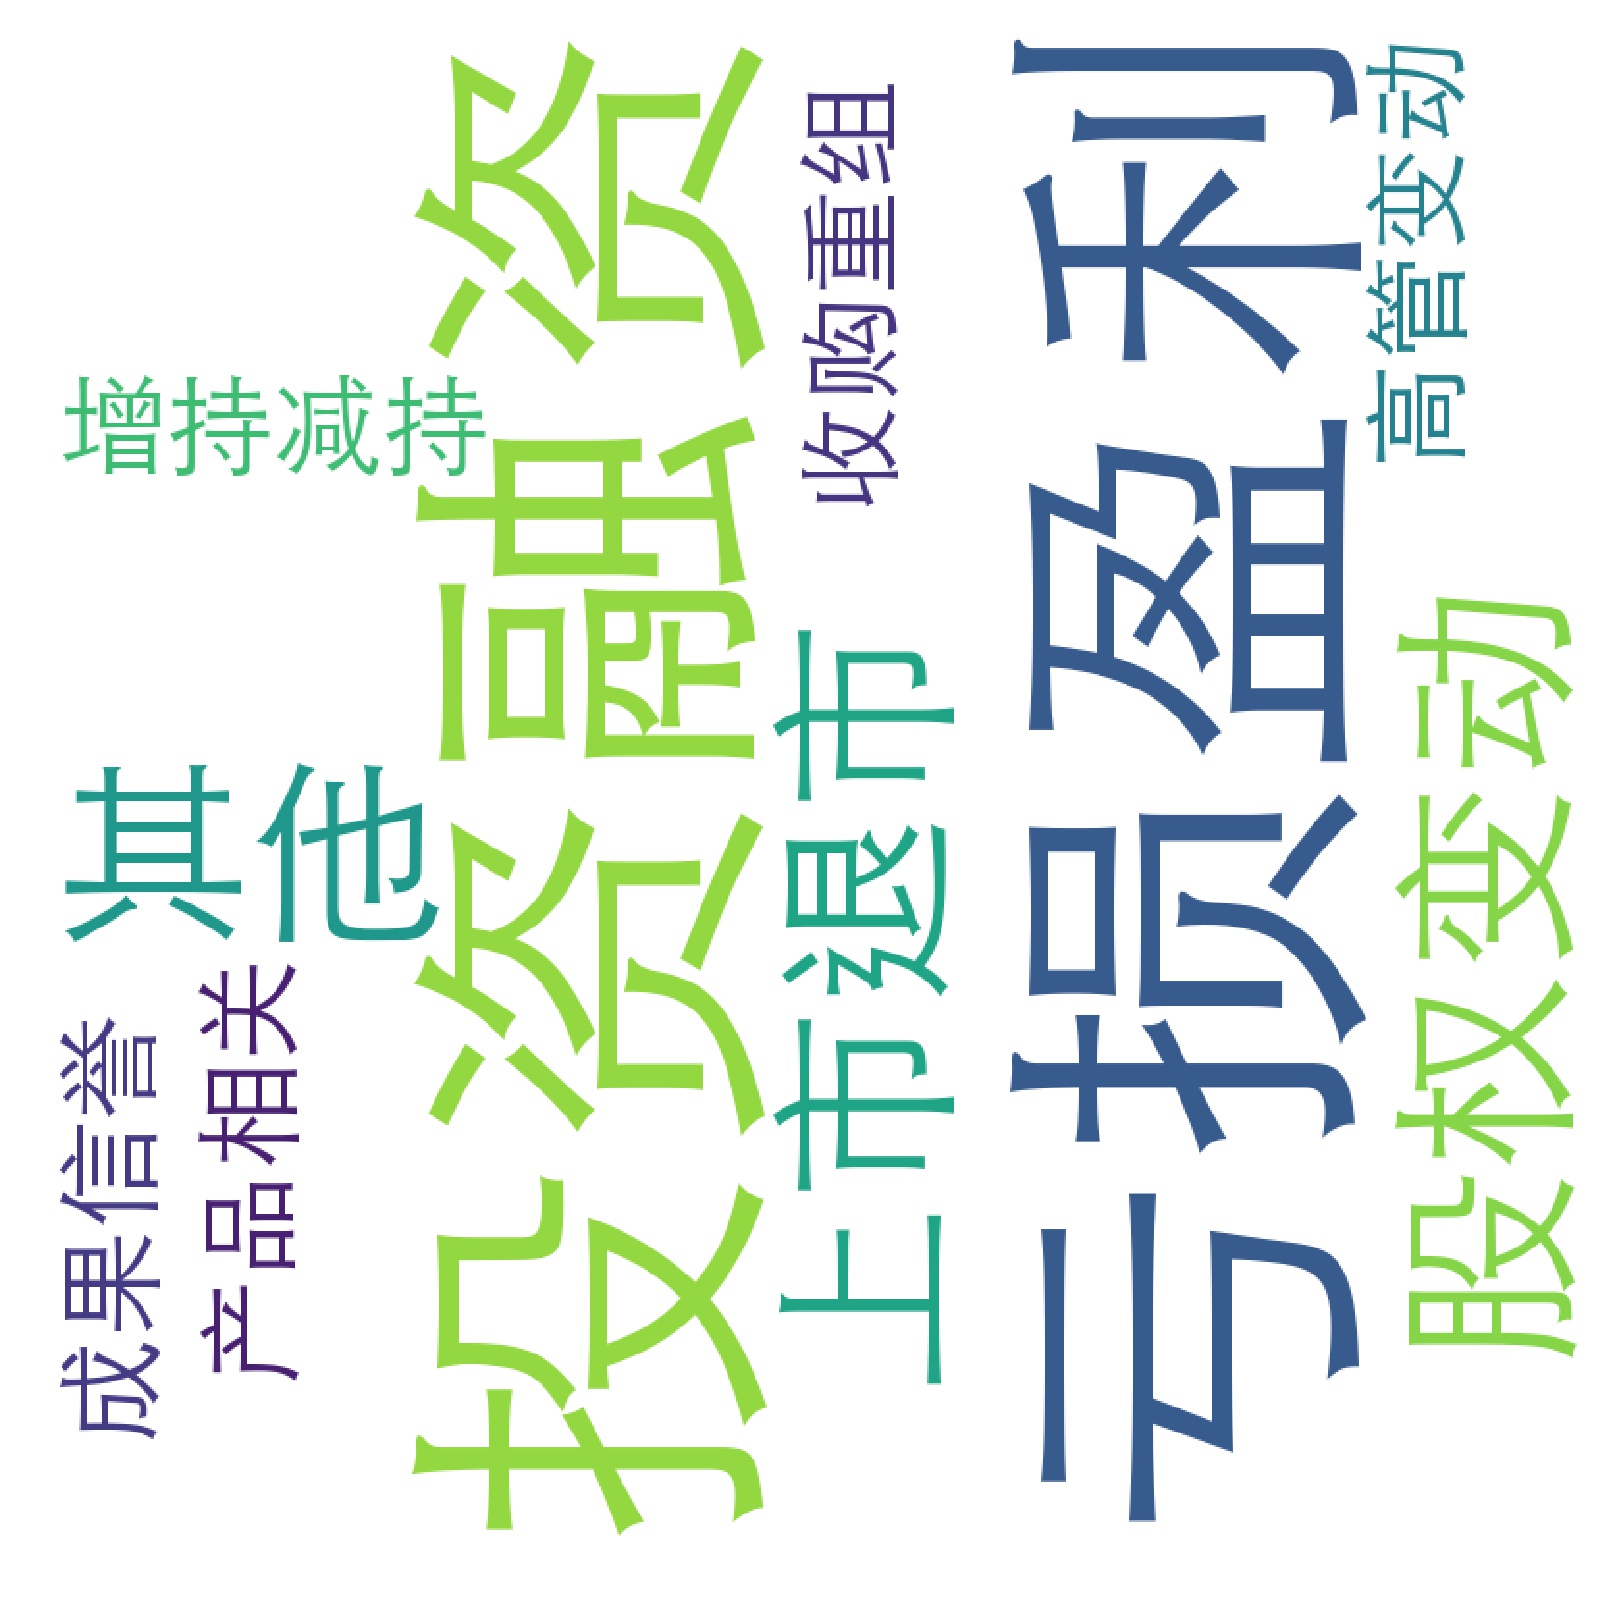 增持减持
其他
成果信誉
产品相关
投资融资
收购重组
上市退市
亏损盈利
高管变动
股权变动